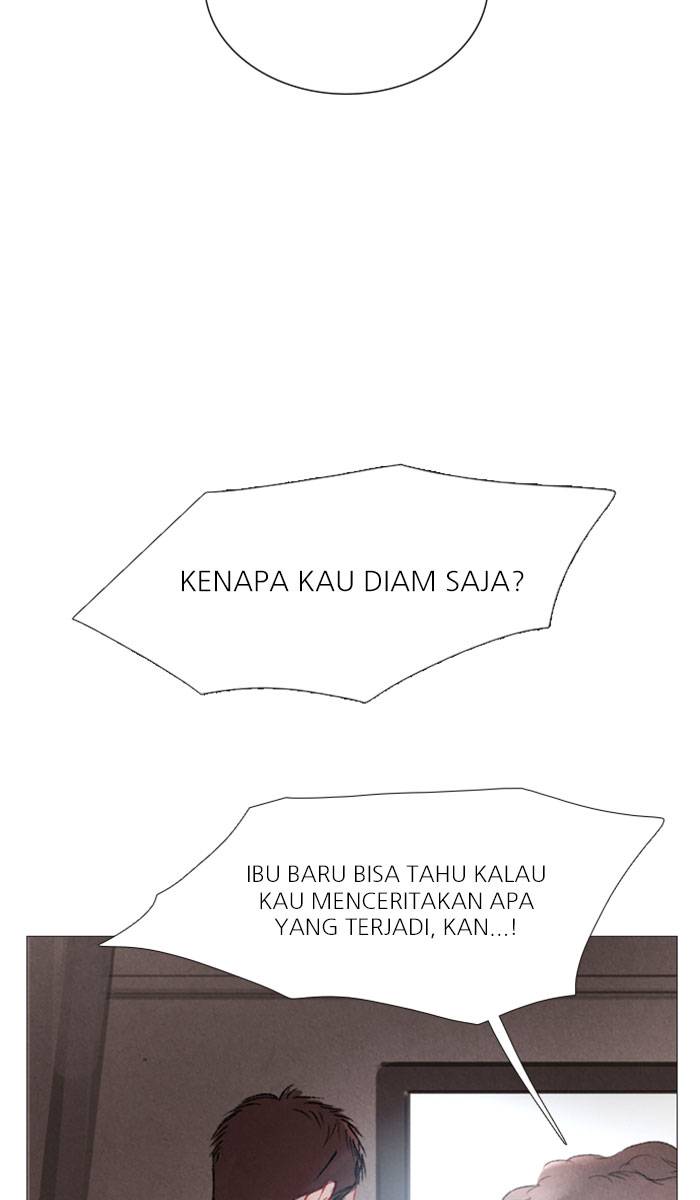 KENAPA KAU DIAM SAJA?
IBU BARU BISA TAHU KALAU
KAU MENCERITAKAN APA
YANG TERJADI, KAN...!